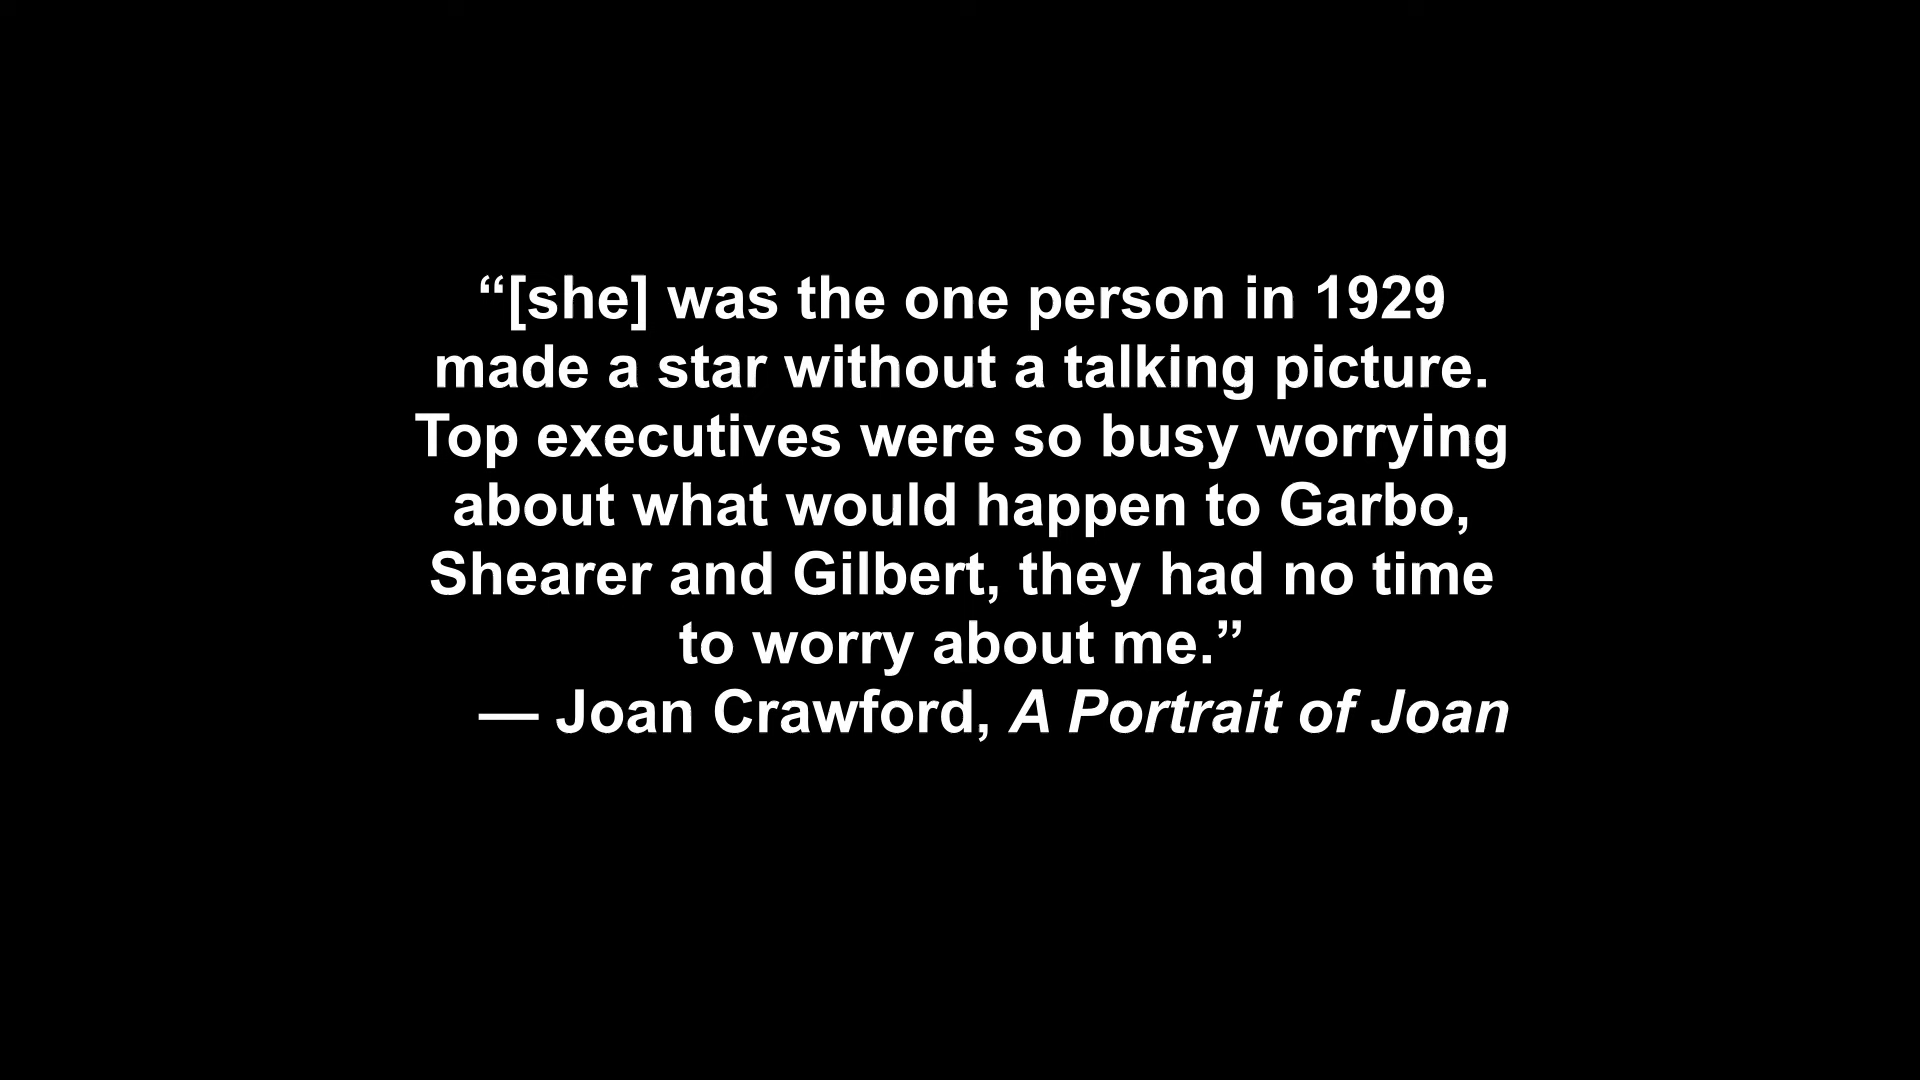 “[she] was the one person in 1929
made a star without a talking picture.
Top executives were so busy worrying
about what would happen to Garbo,
Shearer and Gilbert, they had no time
to worry about me.”
— Joan Crawford, A Portrait of Joan